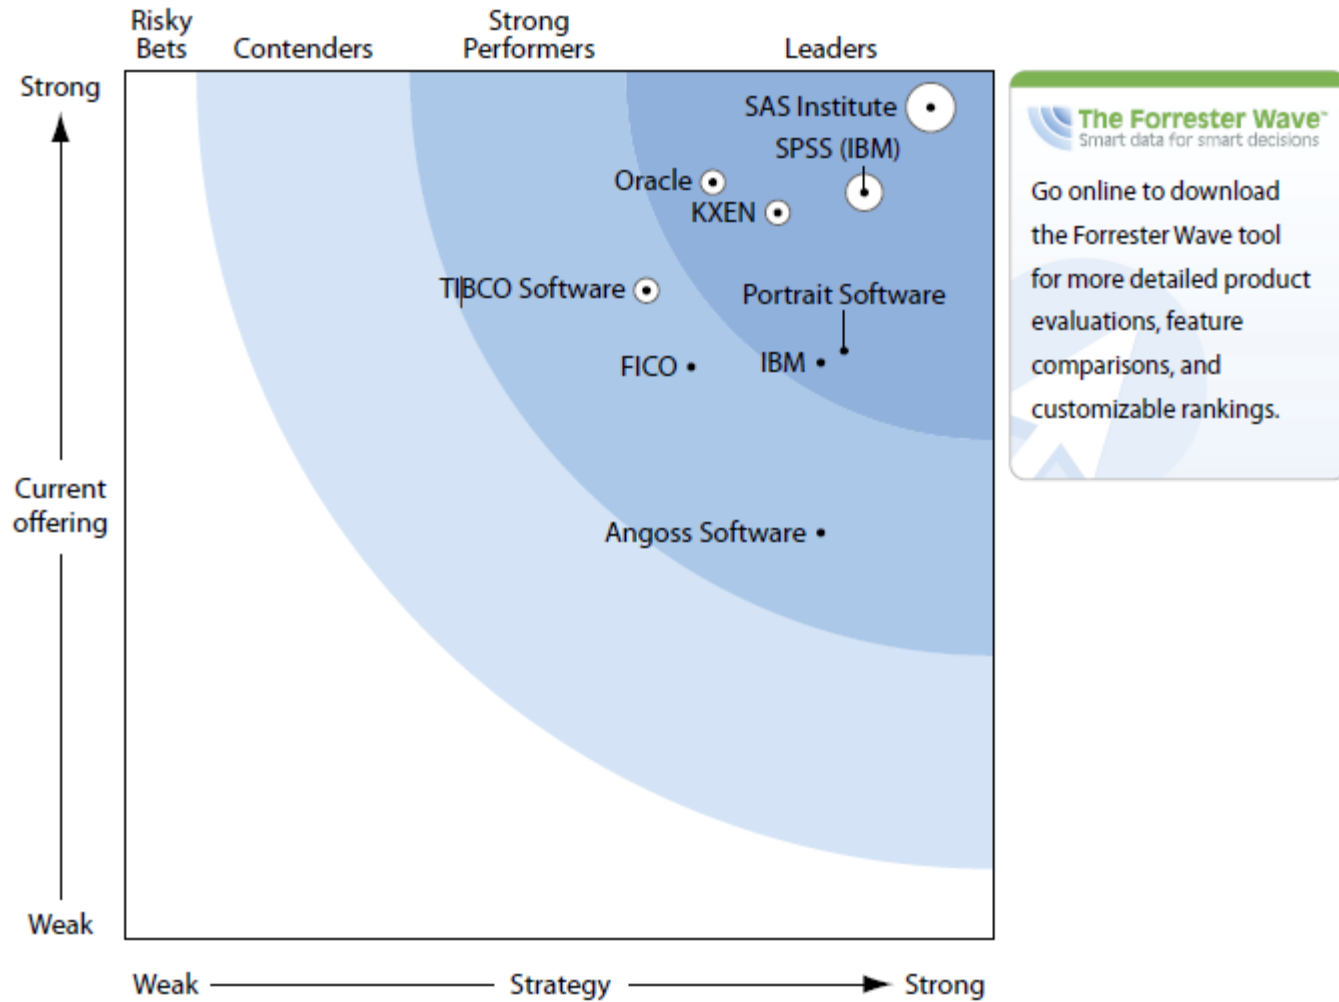 Risky
Bets
Contenders
Strong
Performers
Leaders
Strong
Current
offering
Weak
SAS Institute
SPSS (IBM)
Oracle
KXEN
TIBCO Software
Portrait Software
FICO
IBM
Angoss Software
Weak
Strategy
Strong
The Forrester Wave™
Smart data for smart decisions
Go online to download
the Forrester Wave tool
for more detailed product
evaluations, feature
comparisons, and
customizable rankings.